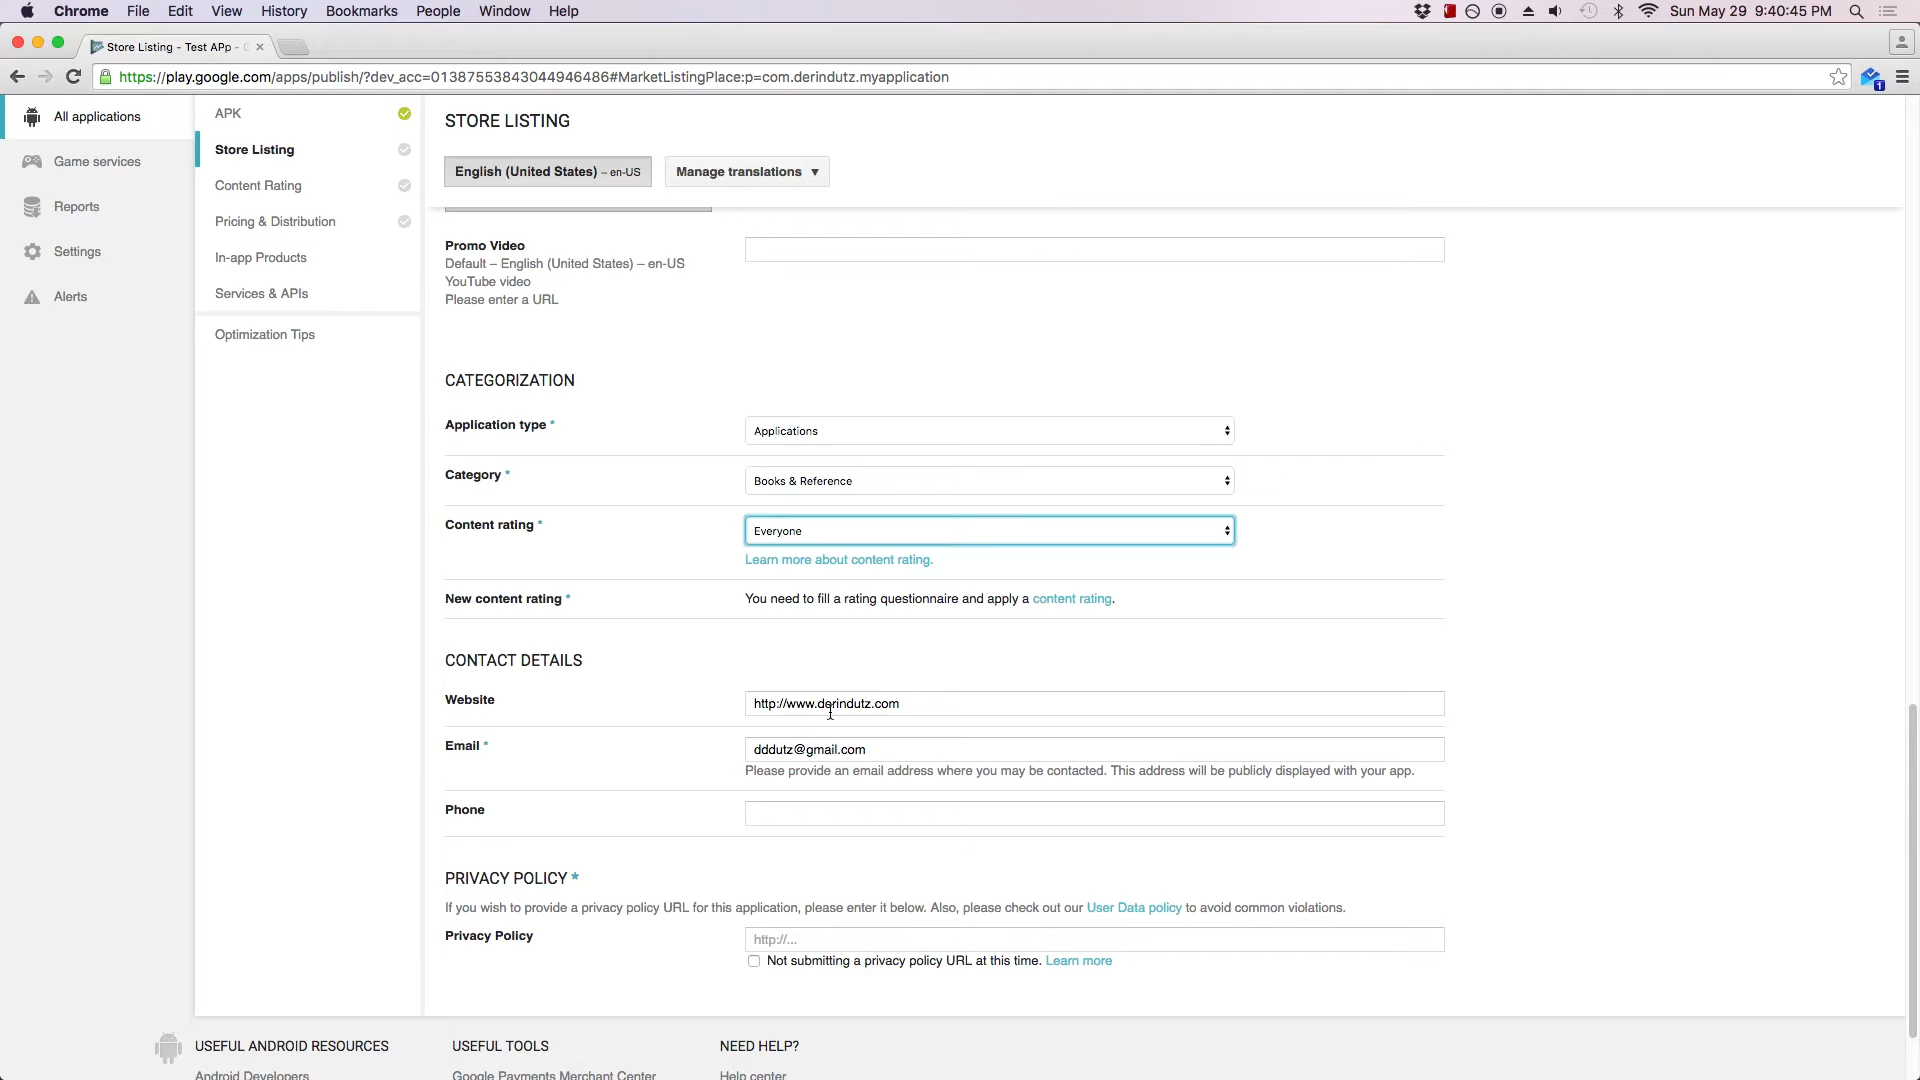 Chrome File Edit View History Bookmarks People Window Help Sun May 29 9:40:45 PM
Store Listing - Test APp -
https://play.google.com/apps/publish/?dev_acc=01387553843044946486#MarketListingPlace:p=com.derindutz.myapplication 1
All applications
Game services
Reports
Settings
Alerts
APK
Store Listing
Content Rating
Pricing & Distribution
In-app Products
Services & APIs
Optimization Tips
STORE LISTING
English (United States) – en-US Manage translations
Promo Video
Default – English (United States) – en-US
YouTube video
Please enter a URL
CATEGORIZATION
Application type * Applications
Category * Books & Reference
Content rating * Everyone
Learn more about content rating.
New content rating * You need to fill a rating questionnaire and apply a content rating.
CONTACT DETAILS
Website http://www.derindutz.com
Email * dddutz@gmail.com
Please provide an email address where you may be contacted. This address will be publicly displayed with your app.
Phone
PRIVACY POLICY *
If you wish to provide a privacy policy URL for this application, please enter it below. Also, please check out our User Data policy to avoid common violations.
Privacy Policy http://...
Not submitting a privacy policy URL at this time. Learn more
USEFUL ANDROID RESOURCES USEFUL TOOLS NEED HELP?
Android Developers Google Payments Merchant Center Help center